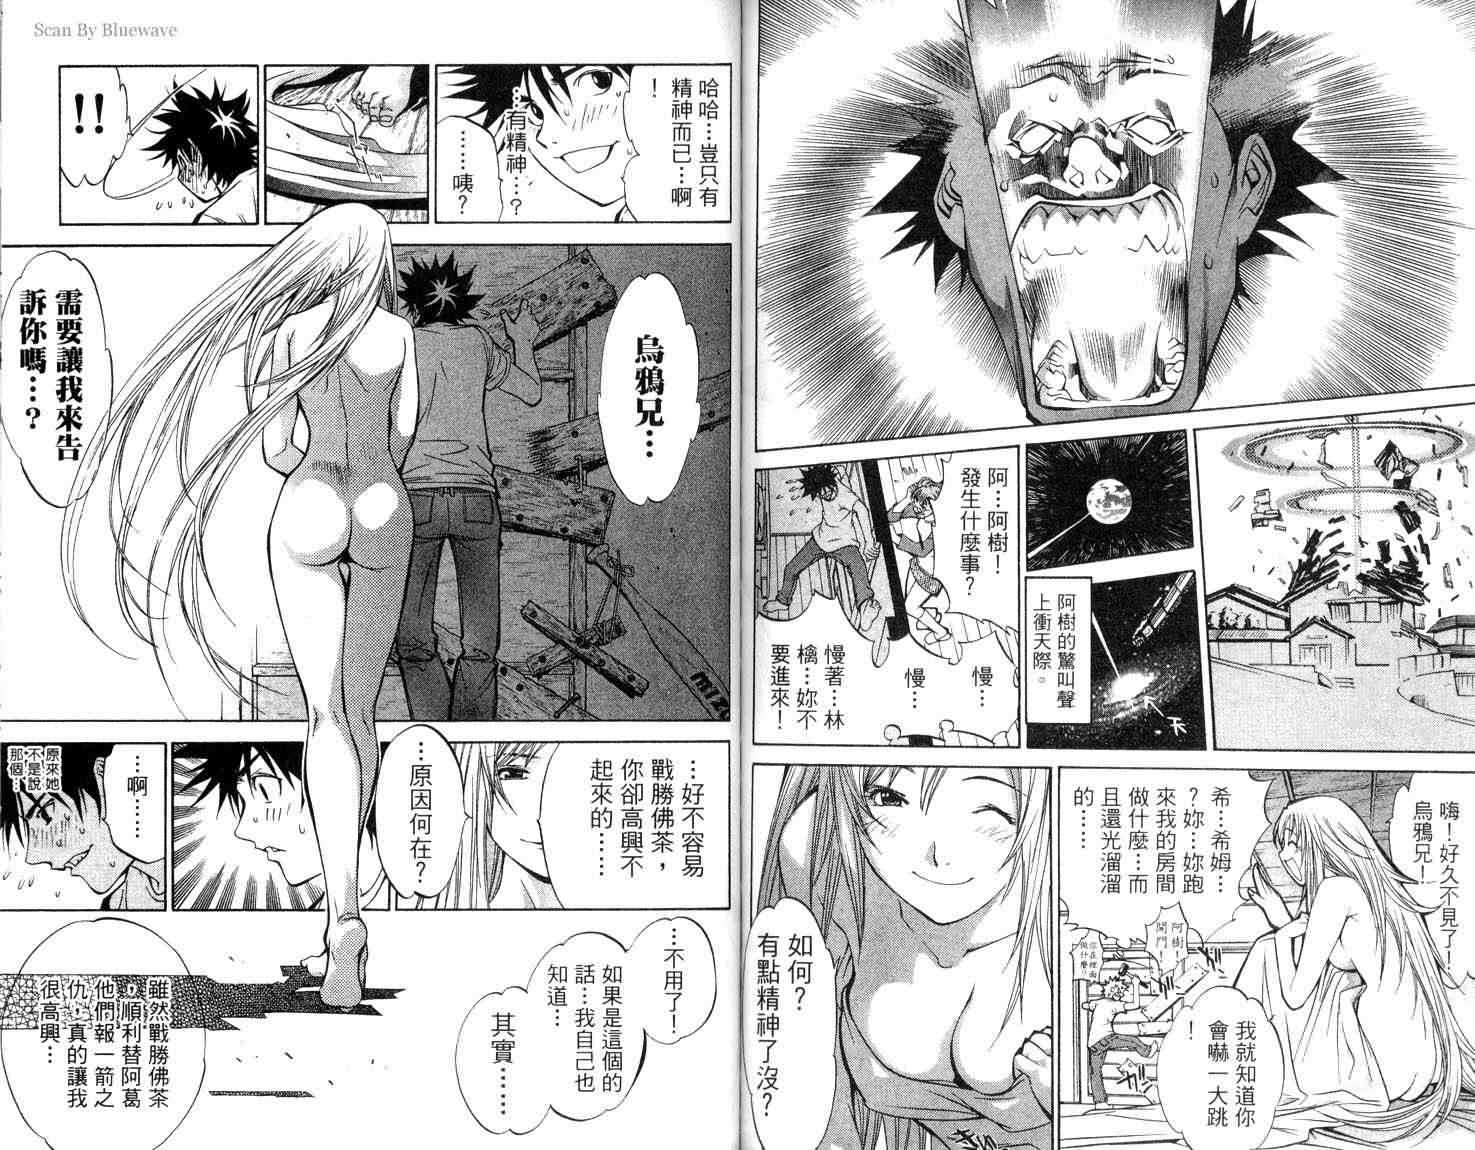 Scan By Bluewave
阿…阿樹！
發生什麼事？
慢…
慢…
慢著…林
檎…妳不
要進來！
阿樹的驚叫聲
上衝天際。
嗨！好久不見了！
烏鴉兄！
希…希姆…
？妳…妳跑
來我的房間
做什麼…而
且還光溜溜
的……
阿樹！
開門！
你在裡面
做什麼！
我就知道你
會嚇一大跳
！
如何？
有點精神了沒？
哈哈…豈只有
精神而已…啊
！
…有精神…？
……咦？
!!
烏鴉兄…
需要讓我來告
訴你嗎…？
…好不容易
戰勝佛茶，
你卻高興不
起來的……
…原因何在？
…啊……
原來她
不是說
那個…
…不用了！
如果是這個的
話…我自己也
知道…
其實……
雖然戰勝佛茶
，順利替阿葛
他們報一箭之
仇，真的讓我
很高興…
mizu